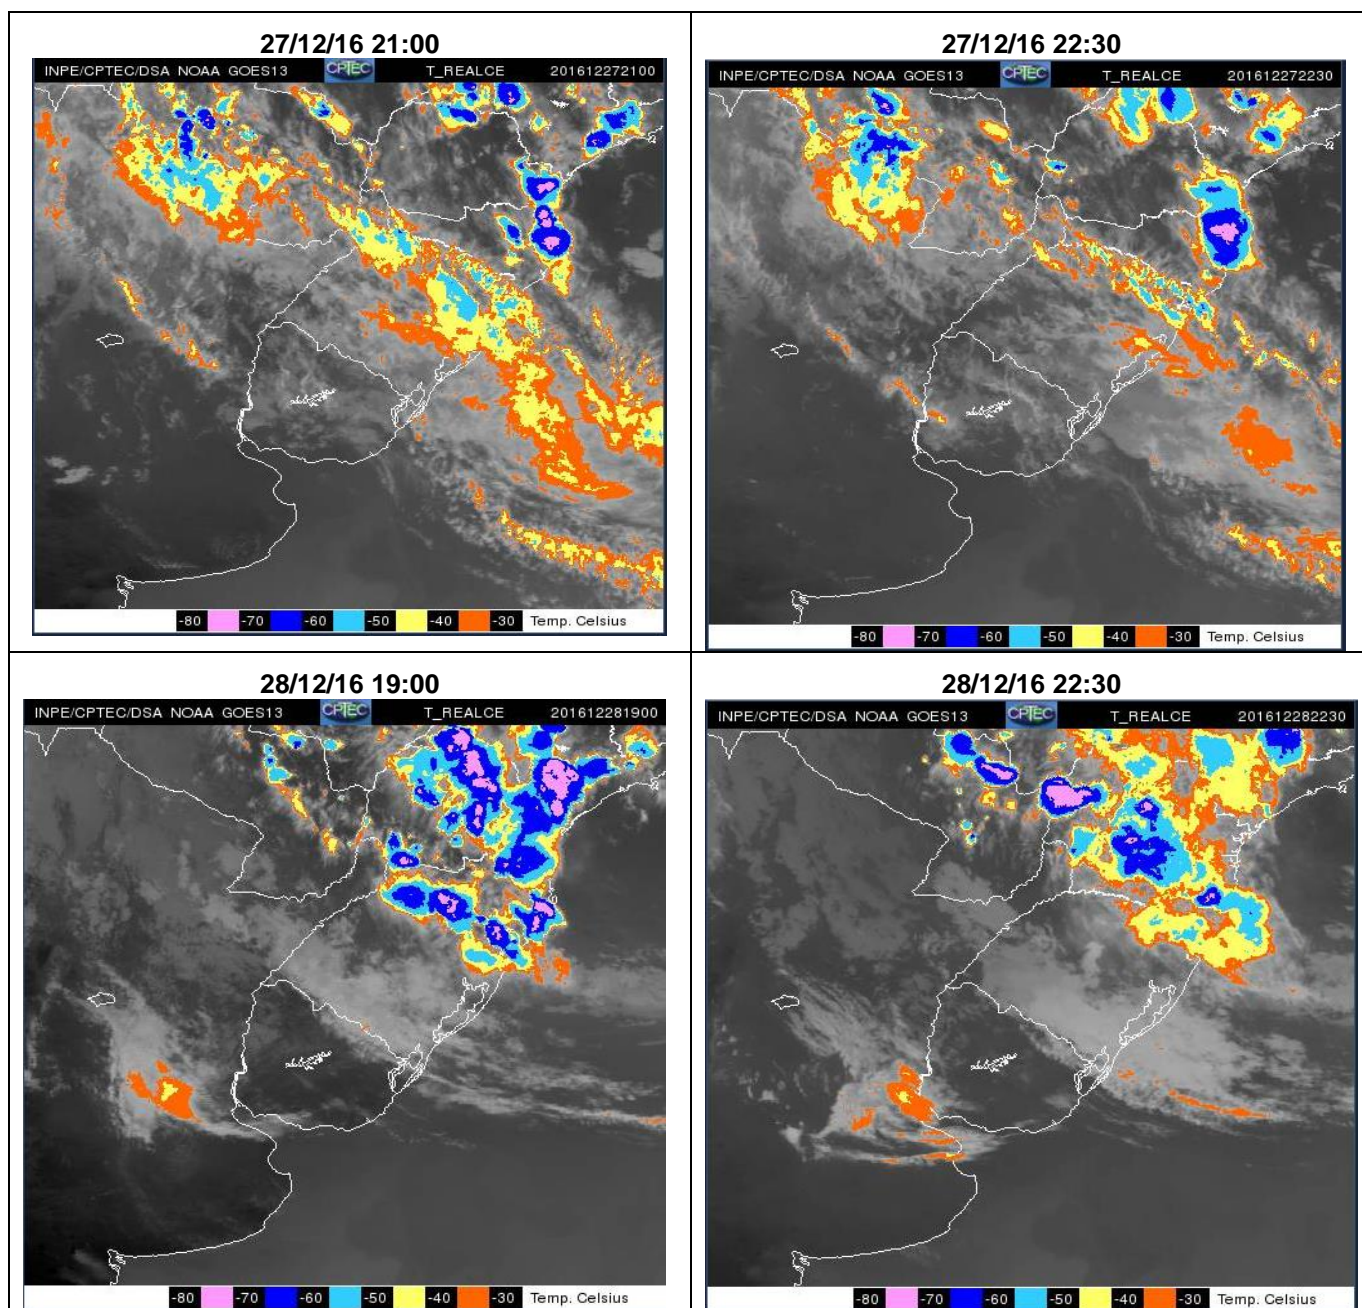 27/12/16 21:00
INPE/CPTEC/DSA NOAA GOES13 CPTEC T_REALCE 201612272100
-80 -70 -60 -50 -40 -30 Temp. Celsius
27/12/16 22:30
INPE/CPTEC/DSA NOAA GOES13 CPTEC T_REALCE 201612272230
-80 -70 -60 -50 -40 -30 Temp. Celsius
28/12/16 19:00
INPE/CPTEC/DSA NOAA GOES13 CPTEC T_REALCE 201612281900
-80 -70 -60 -50 -40 -30 Temp. Celsius
28/12/16 22:30
INPE/CPTEC/DSA NOAA GOES13 CPTEC T_REALCE 201612282230
-80 -70 -60 -50 -40 -30 Temp. Celsius